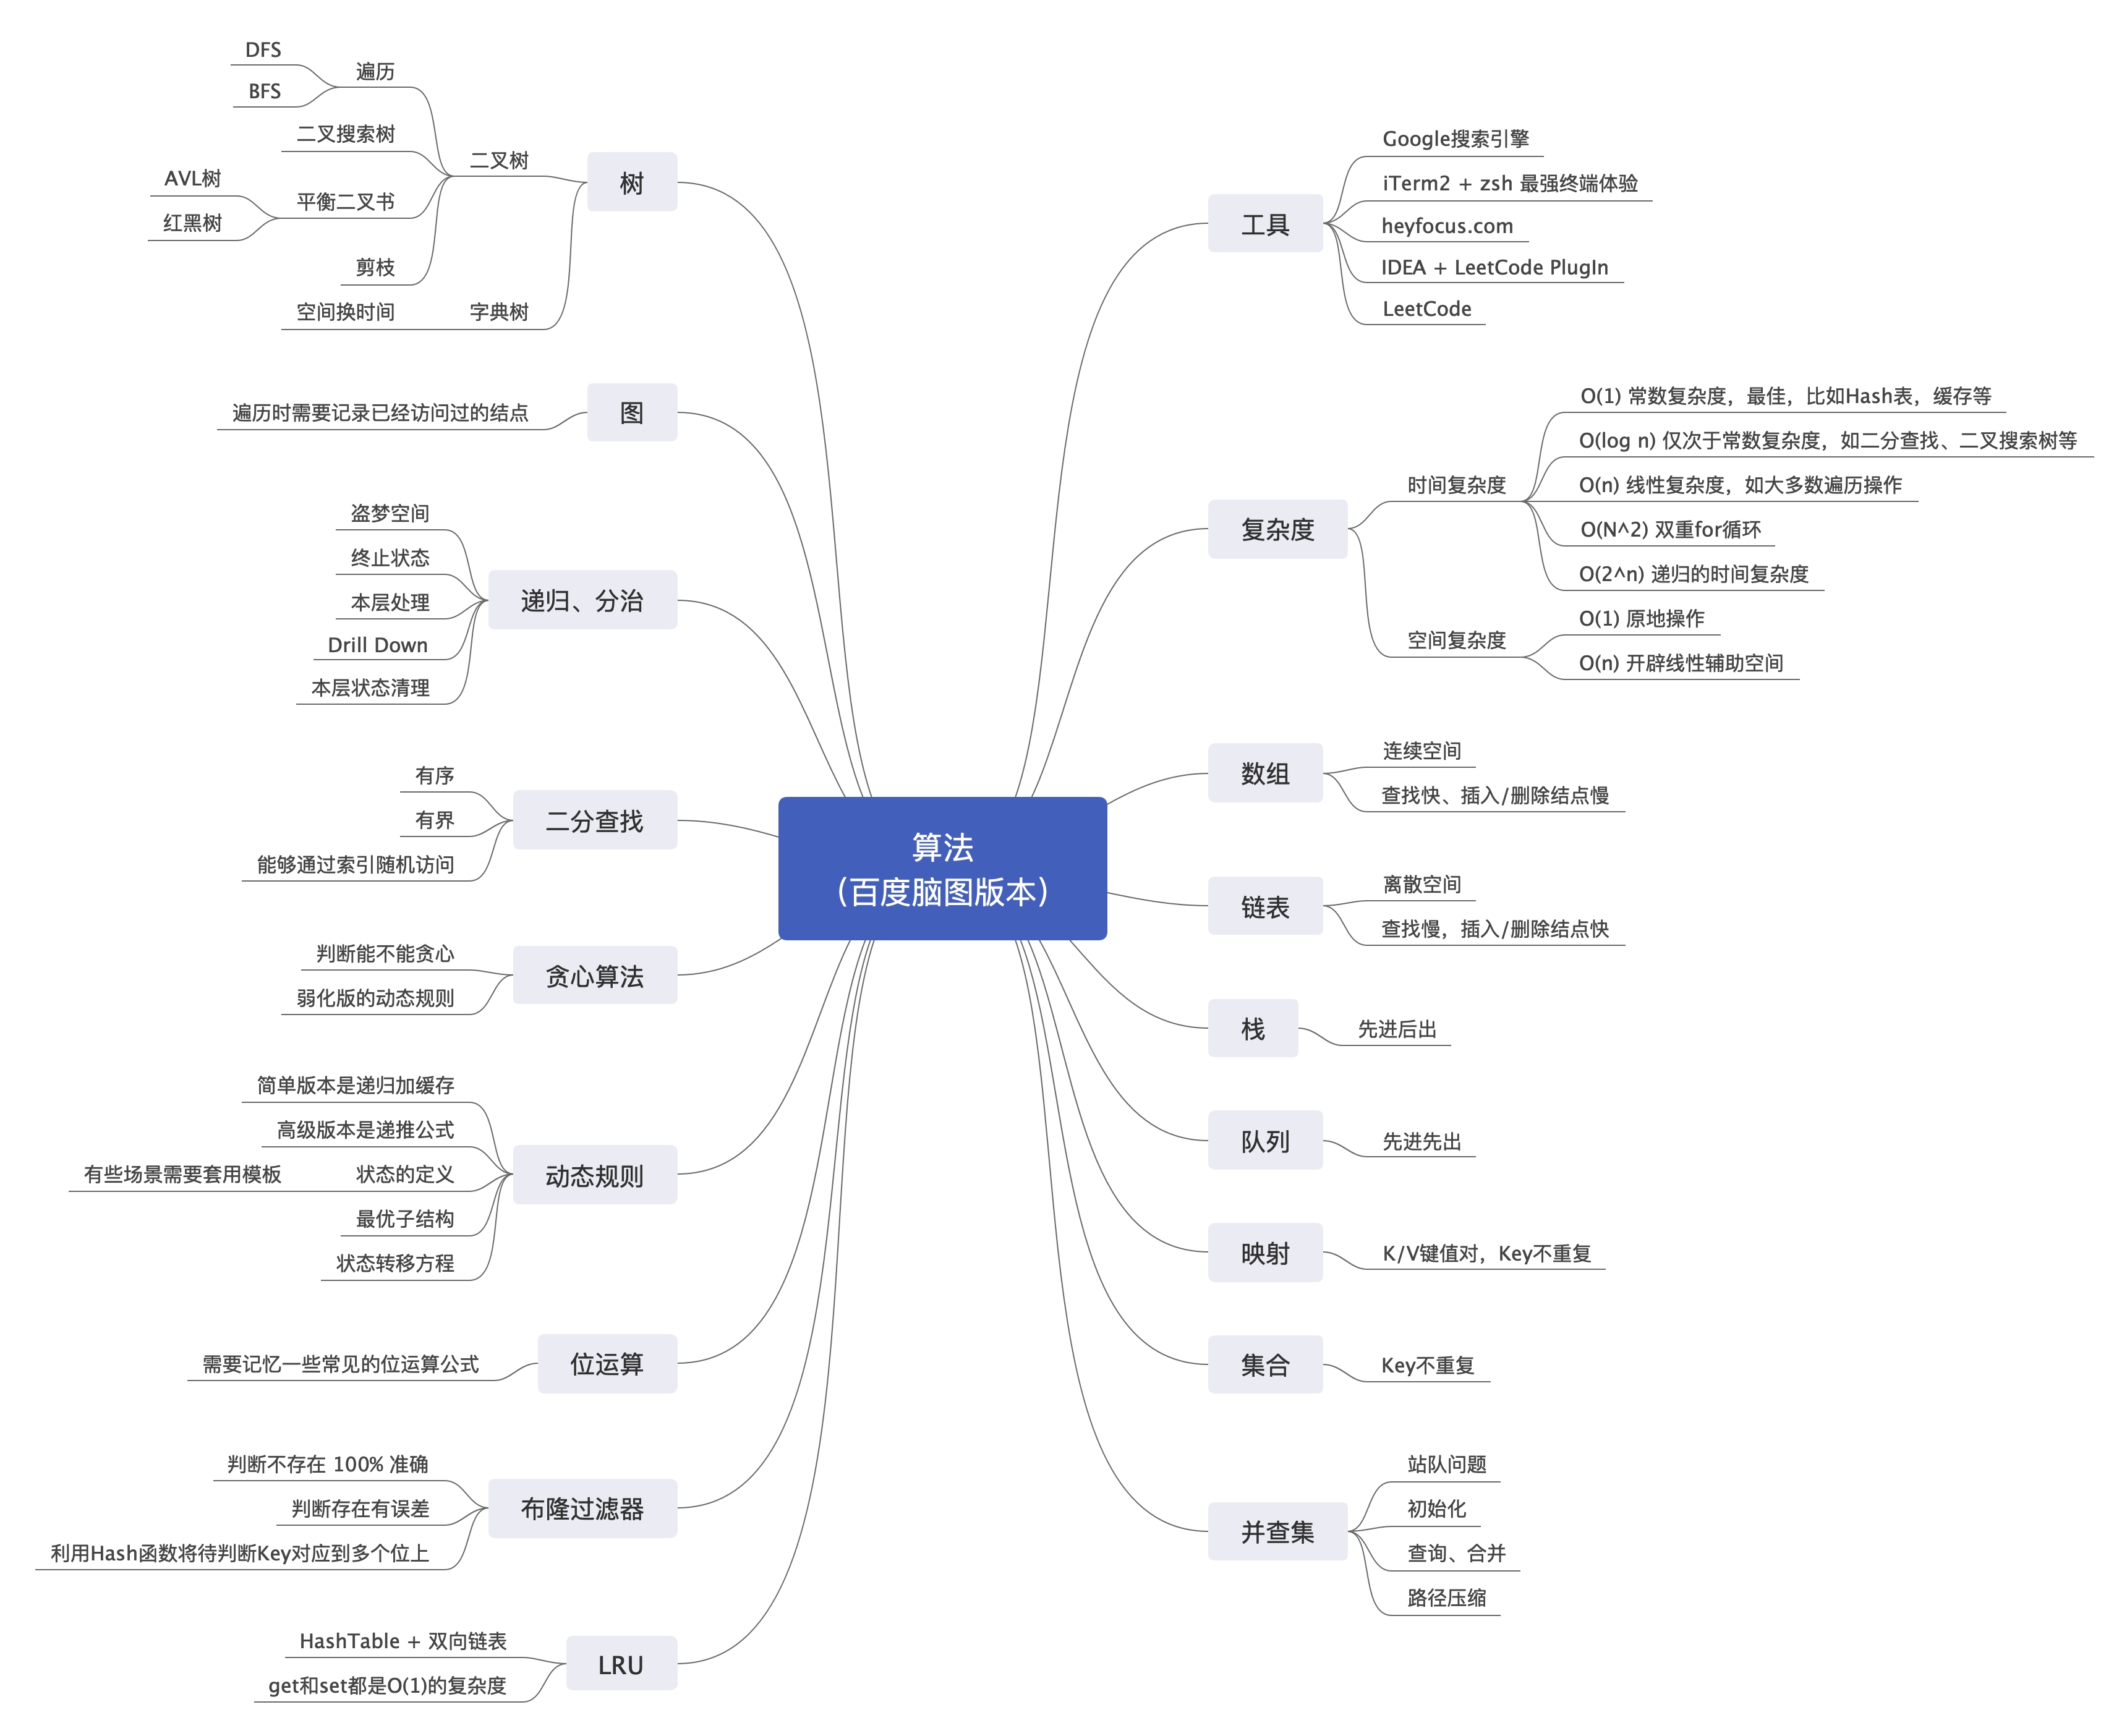 算法
（百度脑图版本）
工具
Google搜索引擎
iTerm2 + zsh 最强终端体验
heyfocus.com
IDEA + LeetCode PlugIn
LeetCode
复杂度
时间复杂度
O(1) 常数复杂度，最佳，比如Hash表，缓存等
O(log n) 仅次于常数复杂度，如二分查找、二叉搜索树等
O(n) 线性复杂度，如大多数遍历操作
O(N^2) 双重for循环
O(2^n) 递归的时间复杂度
空间复杂度
O(1) 原地操作
O(n) 开辟线性辅助空间
数组
连续空间
查找快、插入/删除结点慢
链表
离散空间
查找慢，插入/删除结点快
栈
先进后出
队列
先进先出
映射
K/V键值对，Key不重复
集合
Key不重复
并查集
站队问题
初始化
查询、合并
路径压缩
树
二叉树
遍历
DFS
BFS
二叉搜索树
平衡二叉书
AVL树
红黑树
剪枝
字典树
空间换时间
图
遍历时需要记录已经访问过的结点
递归、分治
盗梦空间
终止状态
本层处理
Drill Down
本层状态清理
二分查找
有序
有界
能够通过索引随机访问
贪心算法
判断能不能贪心
弱化版的动态规则
动态规则
简单版本是递归加缓存
高级版本是递推公式
状态的定义
有些场景需要套用模板
最优子结构
状态转移方程
位运算
需要记忆一些常见的位运算公式
布隆过滤器
判断不存在 100% 准确
判断存在有误差
利用Hash函数将待判断Key对应到多个位上
LRU
HashTable + 双向链表
get和set都是O(1)的复杂度